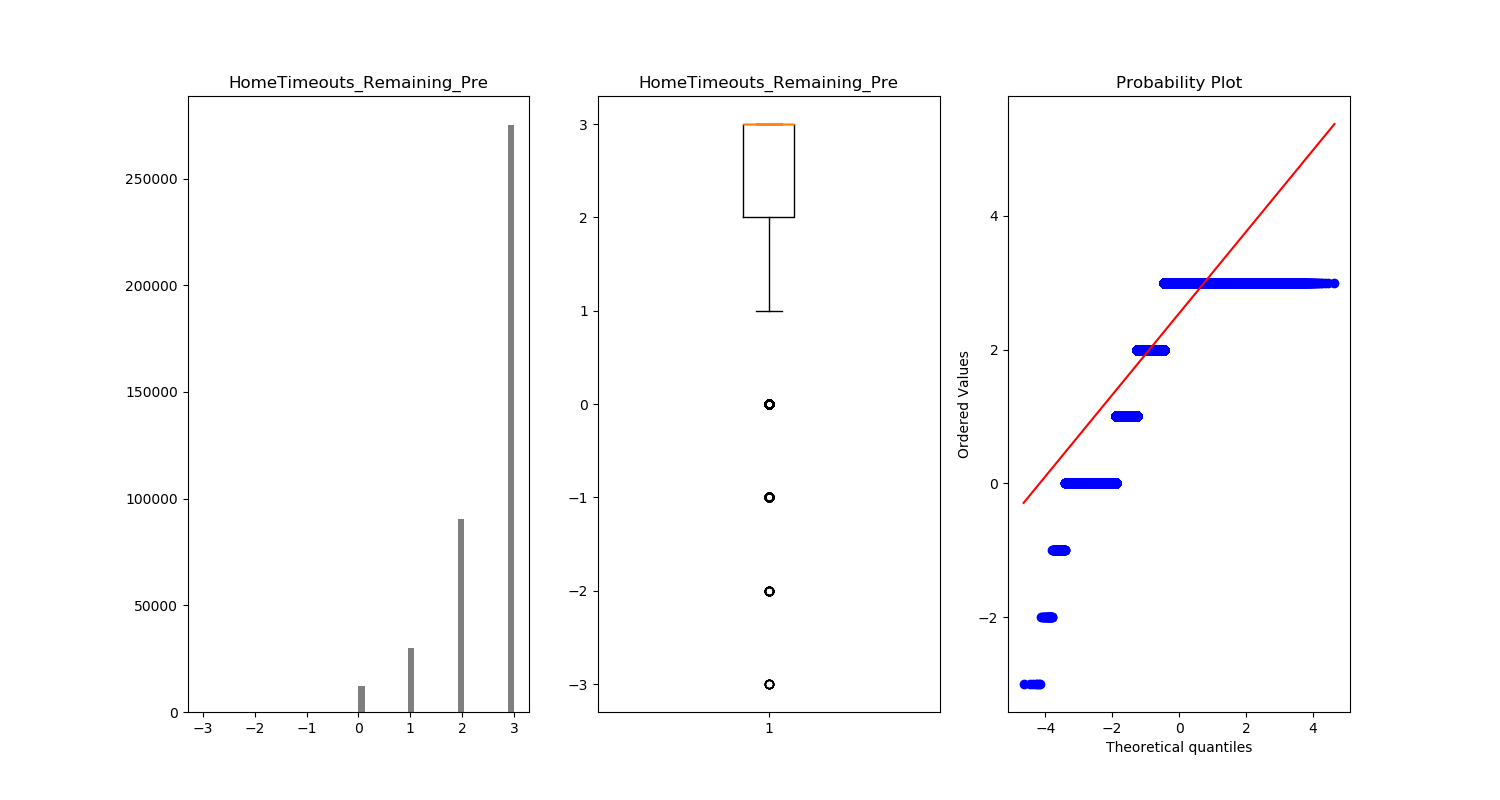 HomeTimeouts_Remaining_Pre
250000
200000
150000
100000
50000
0
−3 −2 −1 0 1 2 3
HomeTimeouts_Remaining_Pre
3
2
1
0
−1
−2
−3
1
Probability Plot
Ordered Values
4
2
0
−2
−4 −2 0 2 4
Theoretical quantiles